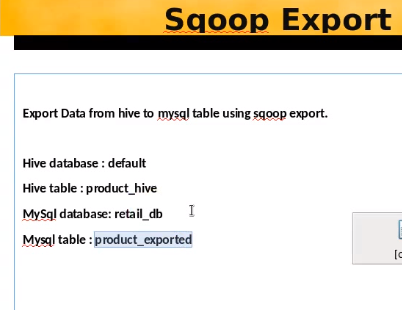 Sqoop Export
Export Data from hive to mysql table using sqoop export.
Hive database : default
Hive table : product_hive
MySql database: retail_db
Mysql table : product_exported